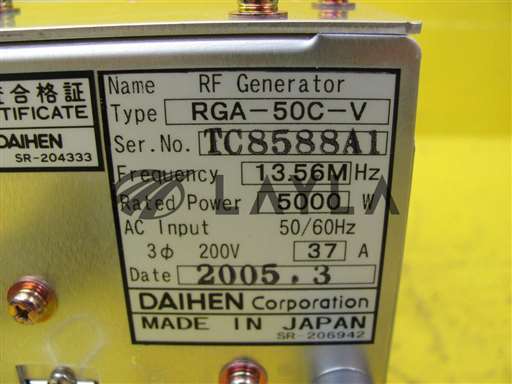 査合格証
TIFICATE
DAIHEN
SR-204333
Name RF Generator
Type RGA-50C-V
Ser.No. TC8588A1
Frequency 13.56M Hz
Rated Power 5000 W
AC Input 50/60Hz
3φ 200V 37 A
Date 2005.3
DAIHEN Corporation
MADE IN JAPAN
SR-206942
LAYLA